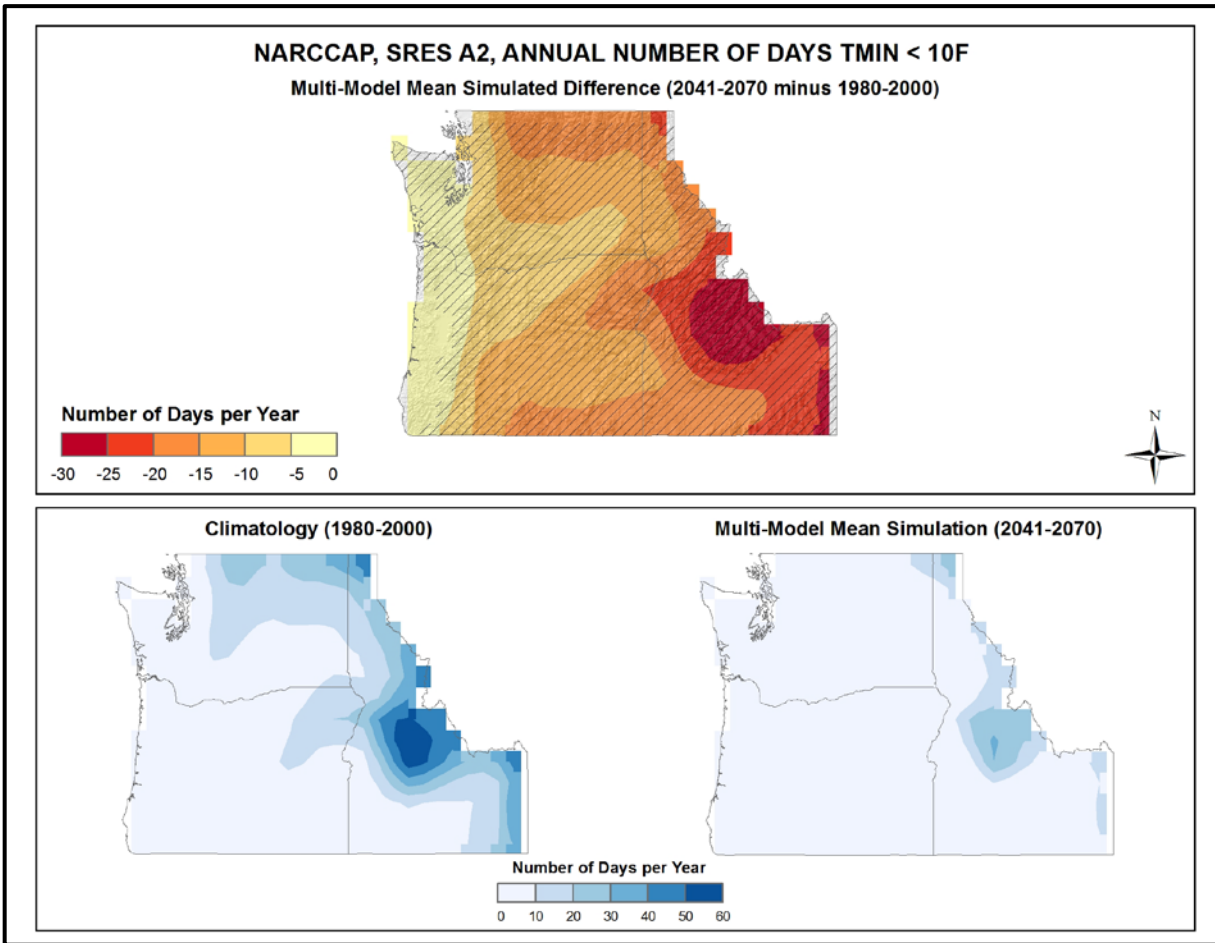 NARCCAP, SRES A2, ANNUAL NUMBER OF DAYS TMIN < 10F
Multi-Model Mean Simulated Difference (2041-2070 minus 1980-2000)
Number of Days per Year
-30 -25 -20 -15 -10 -5 0
N
Climatology (1980-2000)
Multi-Model Mean Simulation (2041-2070)
Number of Days per Year
0 10 20 30 40 50 60